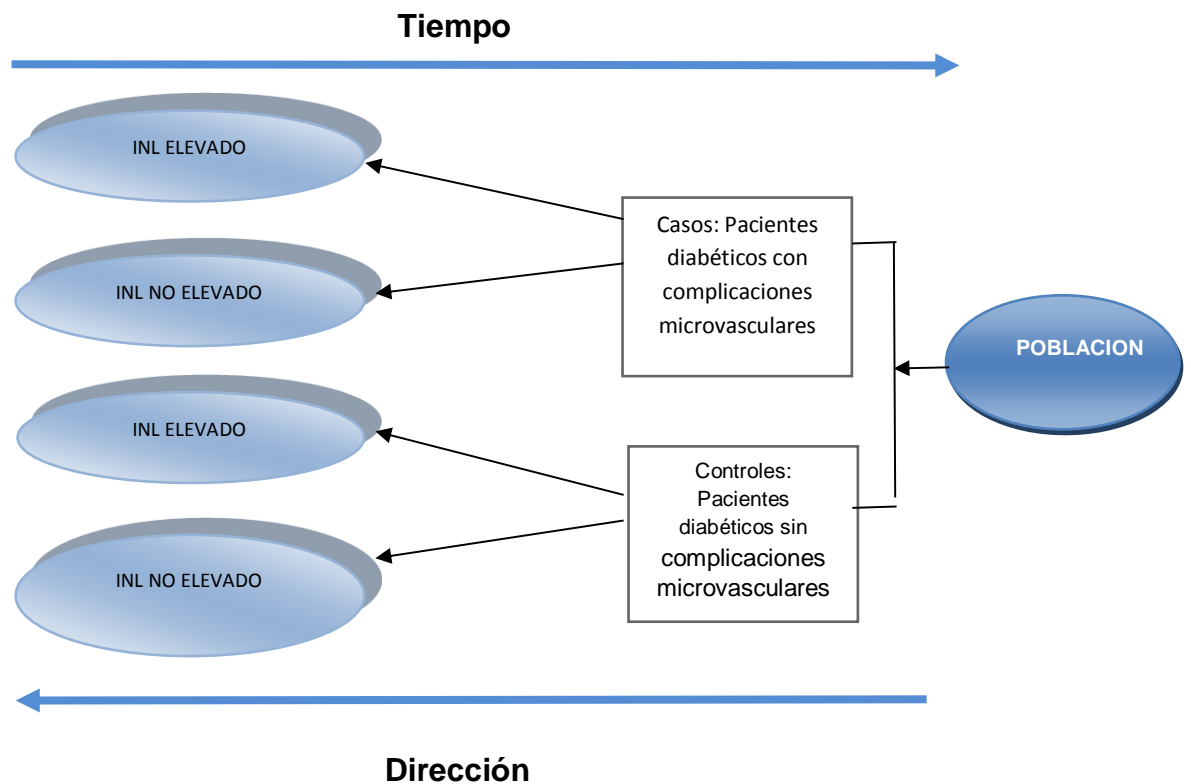 Tiempo
INL ELEVADO
INL NO ELEVADO
INL ELEVADO
INL NO ELEVADO
Casos: Pacientes
diabéticos con
complicaciones
microvasculares
Controles:
Pacientes
diabéticos sin
complicaciones
microvasculares
POBLACION
Dirección